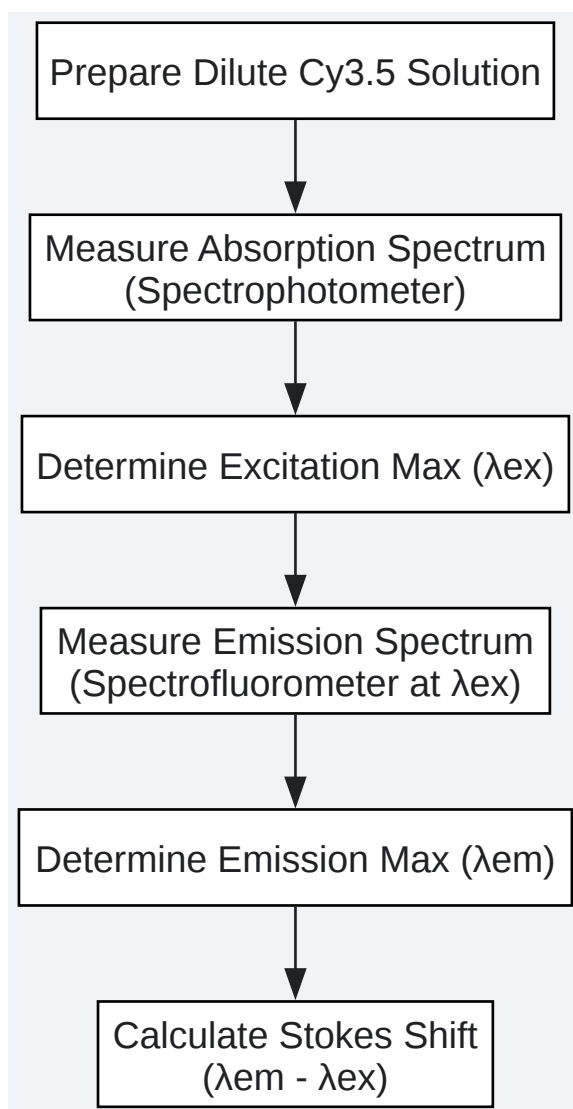 Prepare Dilute Cy3.5 Solution
Measure Absorption Spectrum
(Spectrophotometer)
Determine Excitation Max (λex)
Measure Emission Spectrum
(Spectrofluorometer at λex)
Determine Emission Max (λem)
Calculate Stokes Shift
(λem - λex)